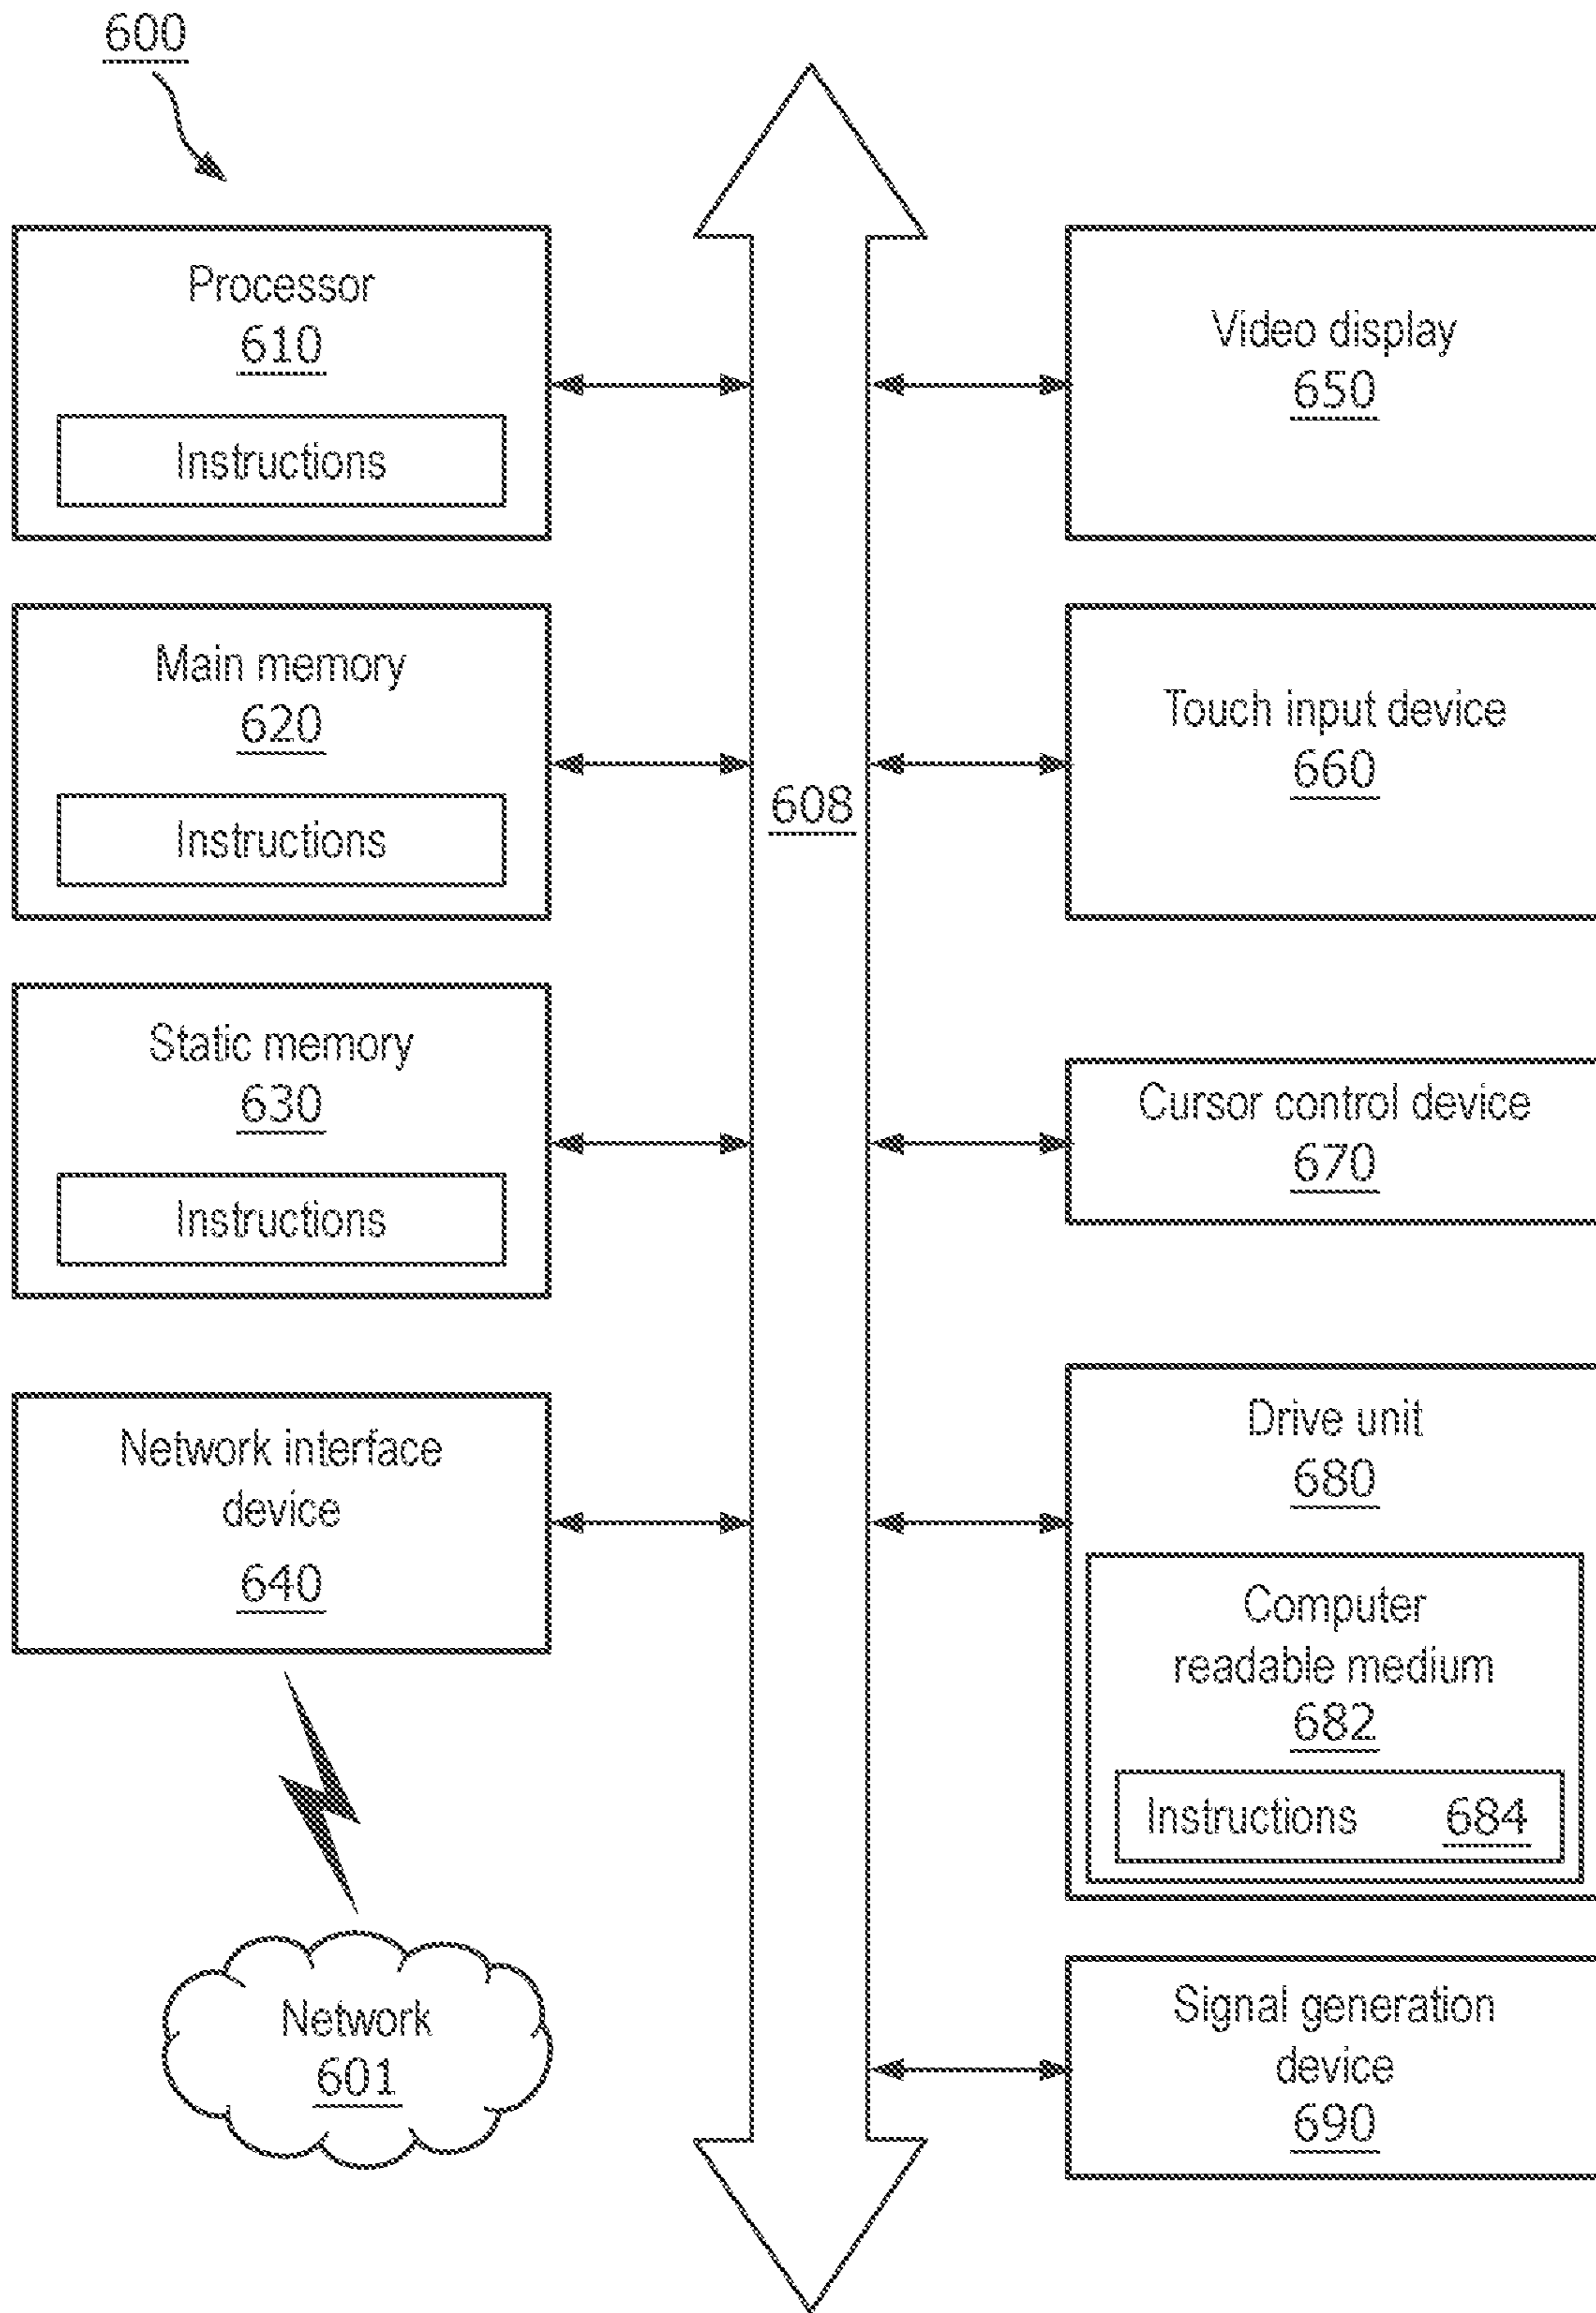 600
Processor
610
Instructions
Main memory
620
Instructions
Static memory
630
Instructions
Network interface
device
640
Network
601
608
Video display
650
Touch input device
660
Cursor control device
670
Drive unit
680
Computer
readable medium
682
Instructions 684
Signal generation
device
690